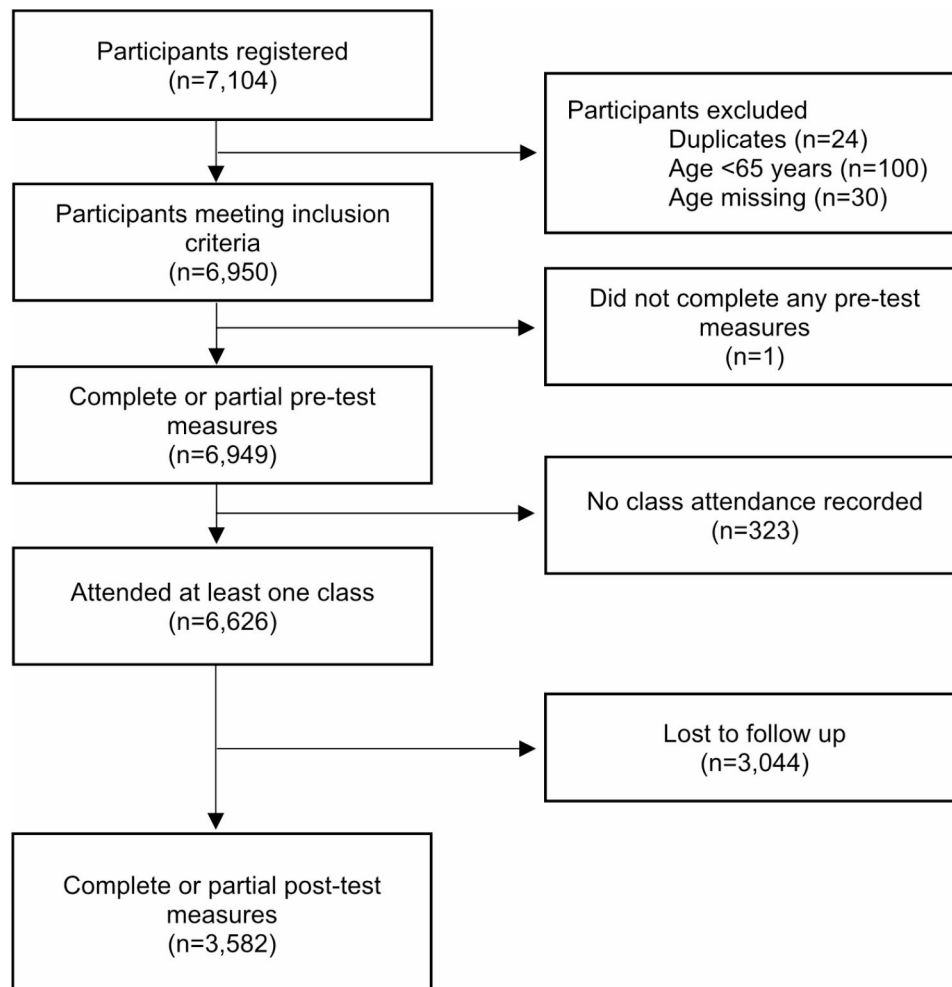 Participants registered
(n=7,104)
Participants excluded
Duplicates (n=24)
Age <65 years (n=100)
Age missing (n=30)
Participants meeting inclusion
criteria
(n=6,950)
Did not complete any pre-test
measures
(n=1)
Complete or partial pre-test
measures
(n=6,949)
No class attendance recorded
(n=323)
Attended at least one class
(n=6,626)
Lost to follow up
(n=3,044)
Complete or partial post-test
measures
(n=3,582)